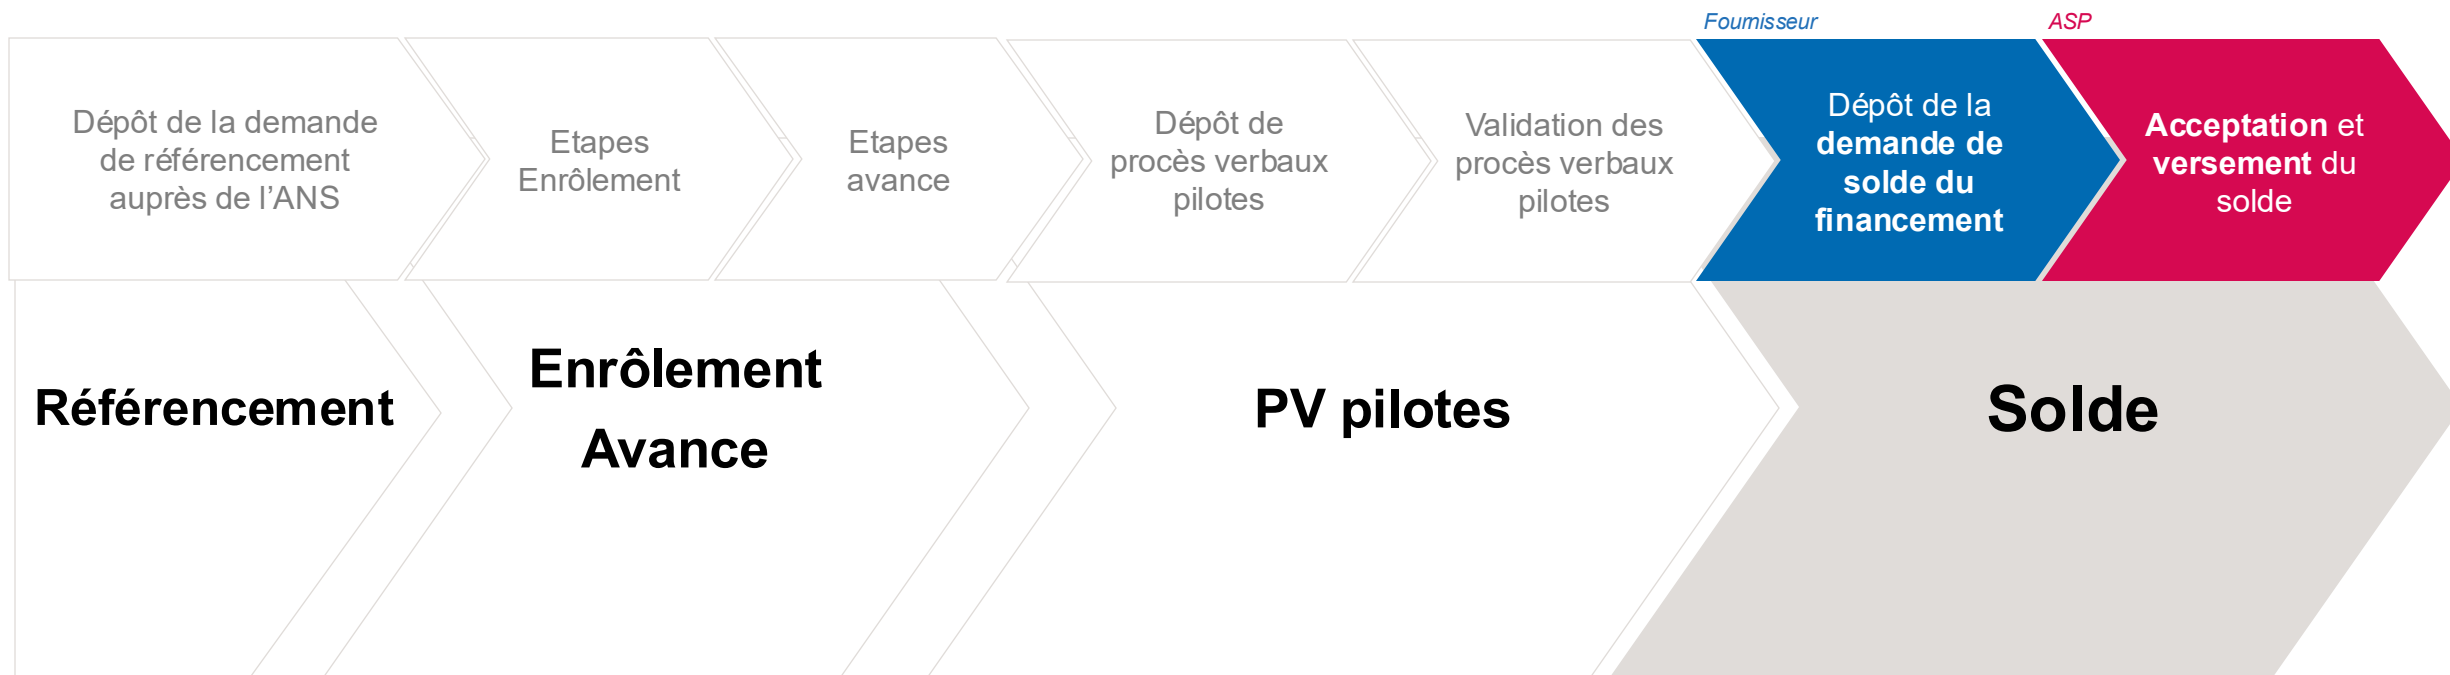 Fournisseur
ASP
Dépôt de la demande
de référencement
auprès de l’ANS
Etapes
Enrôlement
Etapes
avance
Dépôt de
procès verbaux
pilotes
Validation des
procès verbaux
pilotes
Dépôt de la
demande de
solde du
financement
Acceptation et
versement du
solde
Référencement
Enrôlement
Avance
PV pilotes
Solde